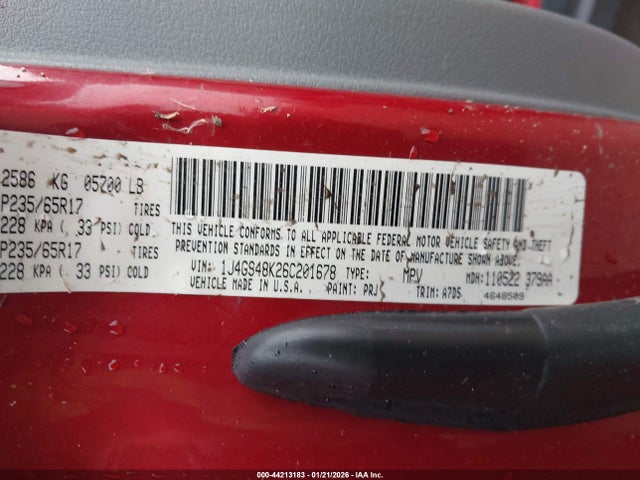 2586 KG 05700 LB
P235/65R17 TIRES
228 KPA ( 33 PSI) COLD
P235/65R17 TIRES
228 KPA ( 33 PSI) COLD
THIS VEHICLE CONFORMS TO ALL APPLICABLE FEDERAL MOTOR VEHICLE SAFETY AND THEFT
PREVENTION STANDARDS IN EFFECT ON THE DATE OF MANUFACTURE SHOWN ABOVE.
VIN: 1J4GS48K26C201678 TYPE: MPV MDH: 110522 379AA
VEHICLE MADE IN U.S.A. PAINT: PRJ TRIM: A7D5 4648509
000-44213183 - 01/21/2026 - IAA Inc.